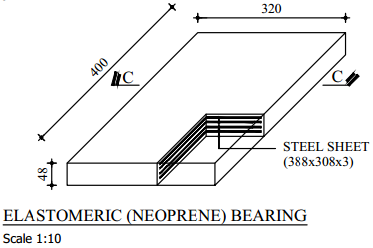 320
400
C
C
STEEL SHEET
(388x308x3)
48
ELASTOMERIC (NEOPRENE) BEARING
Scale 1:10